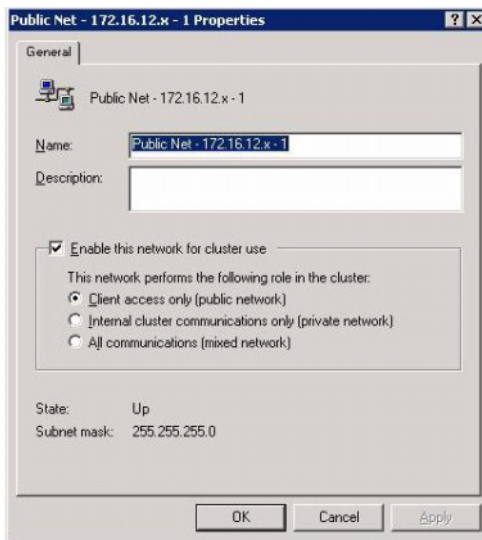 Public Net - 172.16.12.x - 1 Properties
General
Public Net - 172.16.12.x - 1
Name: Public Net - 172.16.12.x - 1
Description:
Enable this network for cluster use
This network performs the following role in the cluster:
Client access only (public network)
Internal cluster communications only (private network)
All communications (mixed network)
State: Up
Subnet mask: 255.255.255.0
OK Cancel Apply